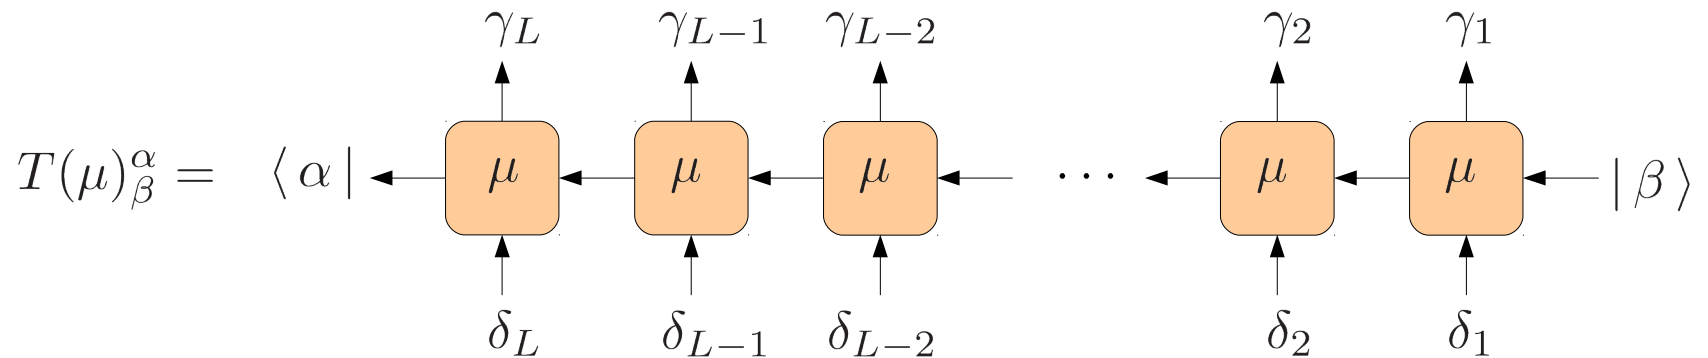 γ_L γ_{L−1} γ_{L−2} γ_2 γ_1
T(μ)^α_β = ⟨ α | μ μ μ ⋯ μ μ | β ⟩
δ_L δ_{L−1} δ_{L−2} δ_2 δ_1